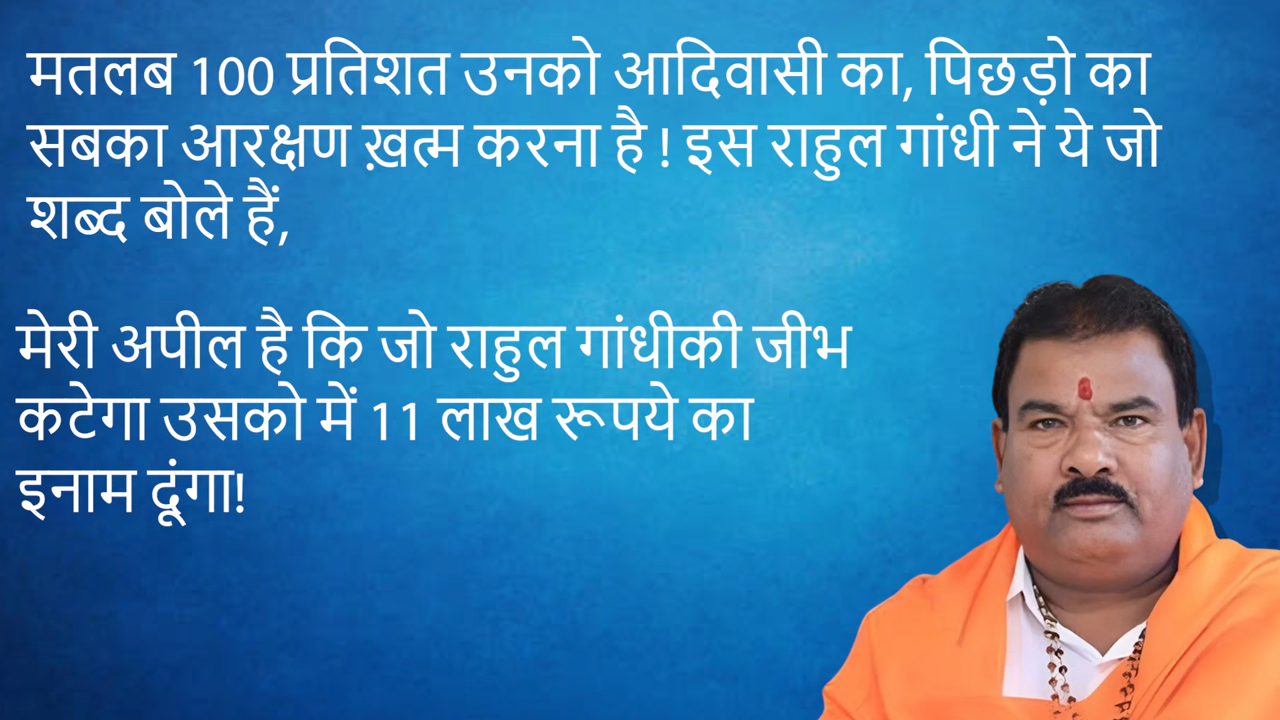 मतलब 100 प्रतिशत उनको आदिवासी का, पिछड़ो का
सबका आरक्षण ख़त्म करना है ! इस राहुल गांधी ने ये जो
शब्द बोले हैं,
मेरी अपील है कि जो राहुल गांधीकी जीभ
कटेगा उसको में 11 लाख रूपये का
इनाम दूंगा!